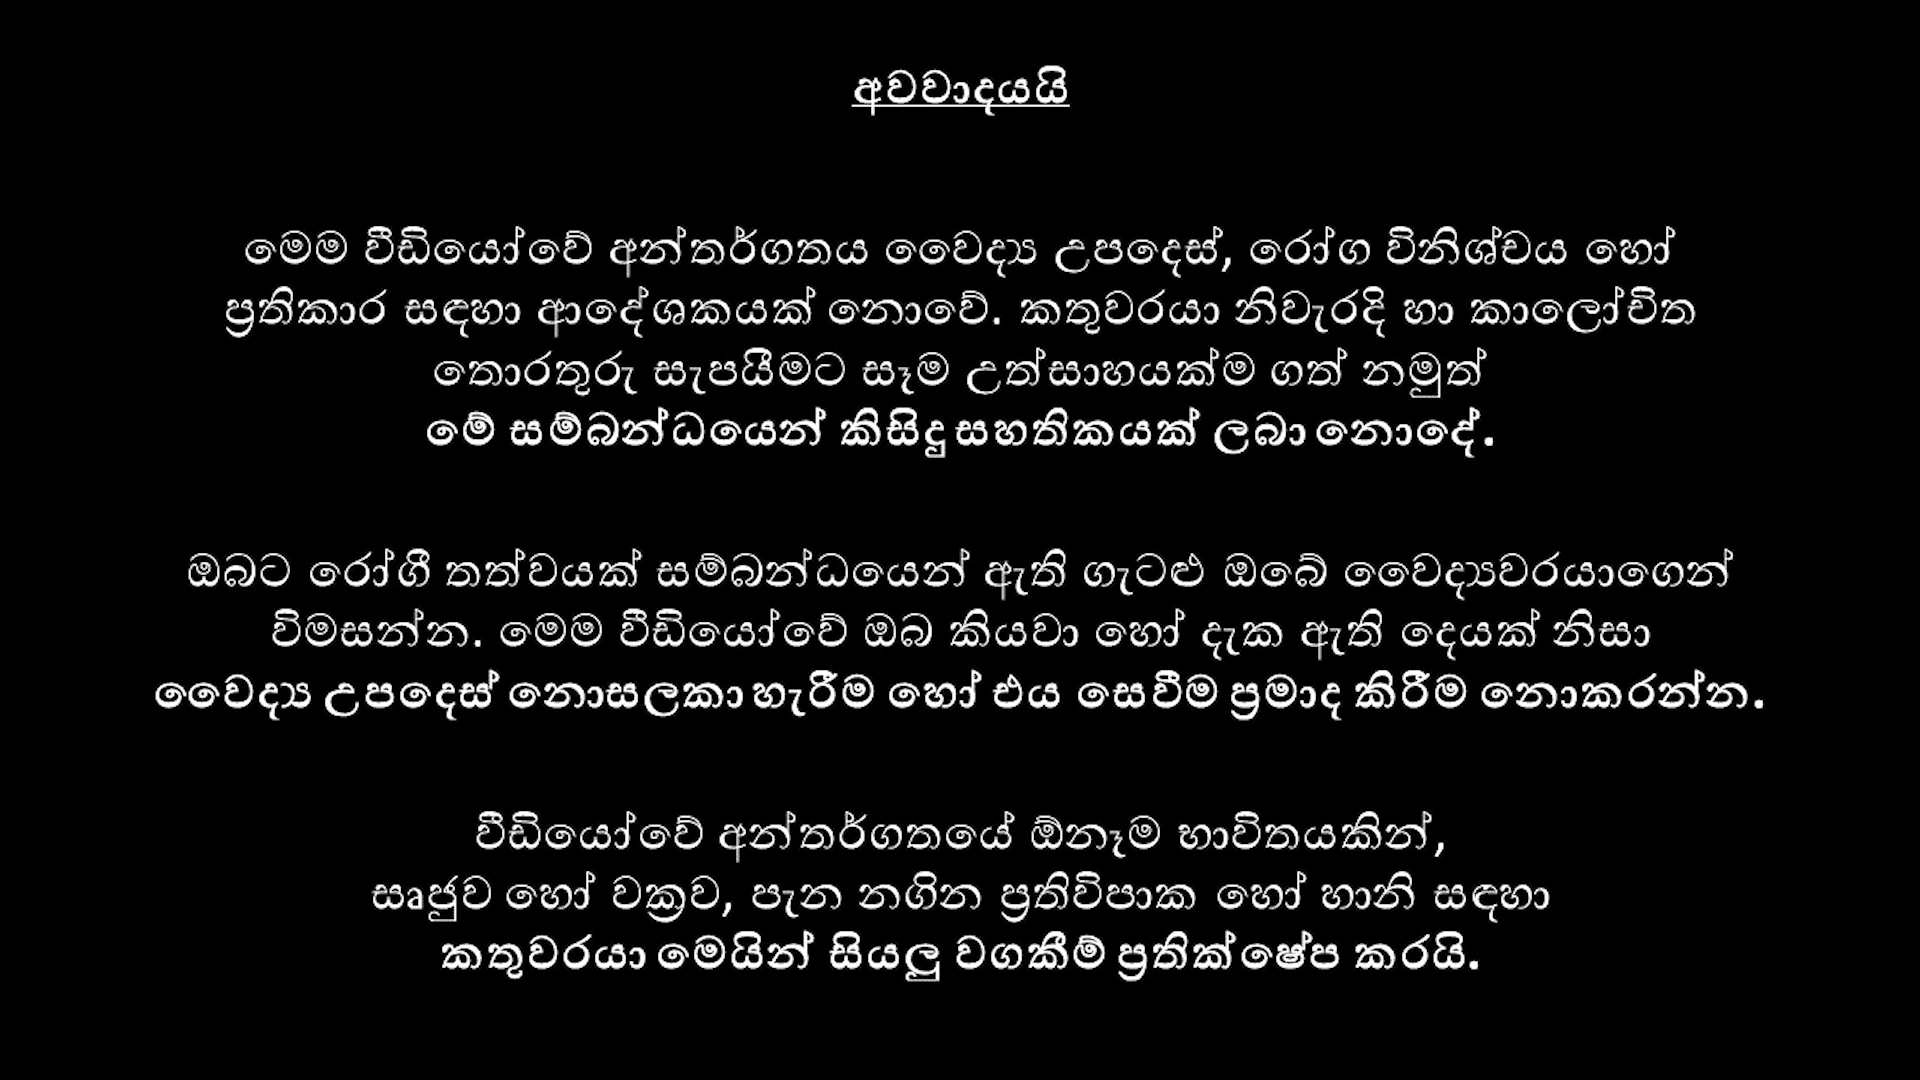 අවවාදයයි
මෙම වීඩියෝවේ අන්තර්ගතය වෛද්‍ය උපදෙස්, රෝග විනිශ්චය හෝ
ප්‍රතිකාර සඳහා ආදේශකයක් නොවේ. කතුවරයා නිවැරදි හා කාලෝචිත
තොරතුරු සැපයීමට සෑම උත්සාහයක්ම ගත් නමුත්
මේ සම්බන්ධයෙන් කිසිදු සහතිකයක් ලබා නොදේ.
ඔබට රෝගී තත්වයක් සම්බන්ධයෙන් ඇති ගැටළු ඔබේ වෛද්‍යවරයාගෙන්
විමසන්න. මෙම වීඩියෝවේ ඔබ කියවා හෝ දැක ඇති දෙයක් නිසා
වෛද්‍ය උපදෙස් නොසලකා හැරීම හෝ එය සෙවීම ප්‍රමාද කිරීම නොකරන්න.
වීඩියෝවේ අන්තර්ගතයේ ඕනෑම භාවිතයකින්,
සෘජුව හෝ වක්‍රව, පැන නගින ප්‍රතිවිපාක හෝ හානි සඳහා
කතුවරයා මෙයින් සියලු වගකීම් ප්‍රතික්ෂේප කරයි.